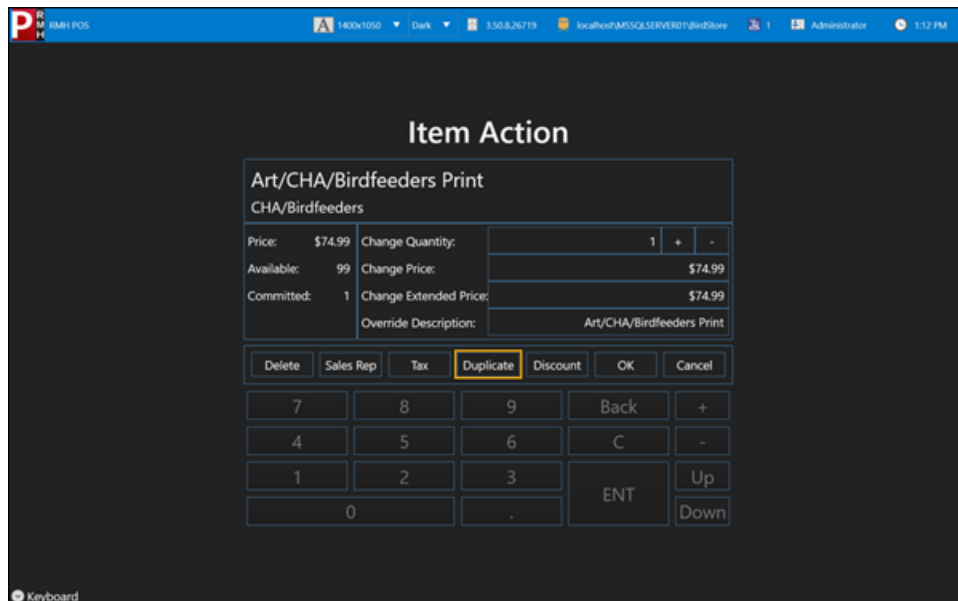 P RMH RMH POS A 1400x1050 Dark 3.50.8.26719 localhost\MSSQLSERVER01\BirdStore 1 Administrator 1:12 PM
Item Action
Art/CHA/Birdfeeders Print
CHA/Birdfeeders
Price: $74.99 Change Quantity: 1 + -
Available: 99 Change Price: $74.99
Committed: 1 Change Extended Price: $74.99
Override Description: Art/CHA/Birdfeeders Print
Delete Sales Rep Tax Duplicate Discount OK Cancel
7 8 9 Back +
4 5 6 C -
1 2 3 ENT Up
0 . Down
Keyboard